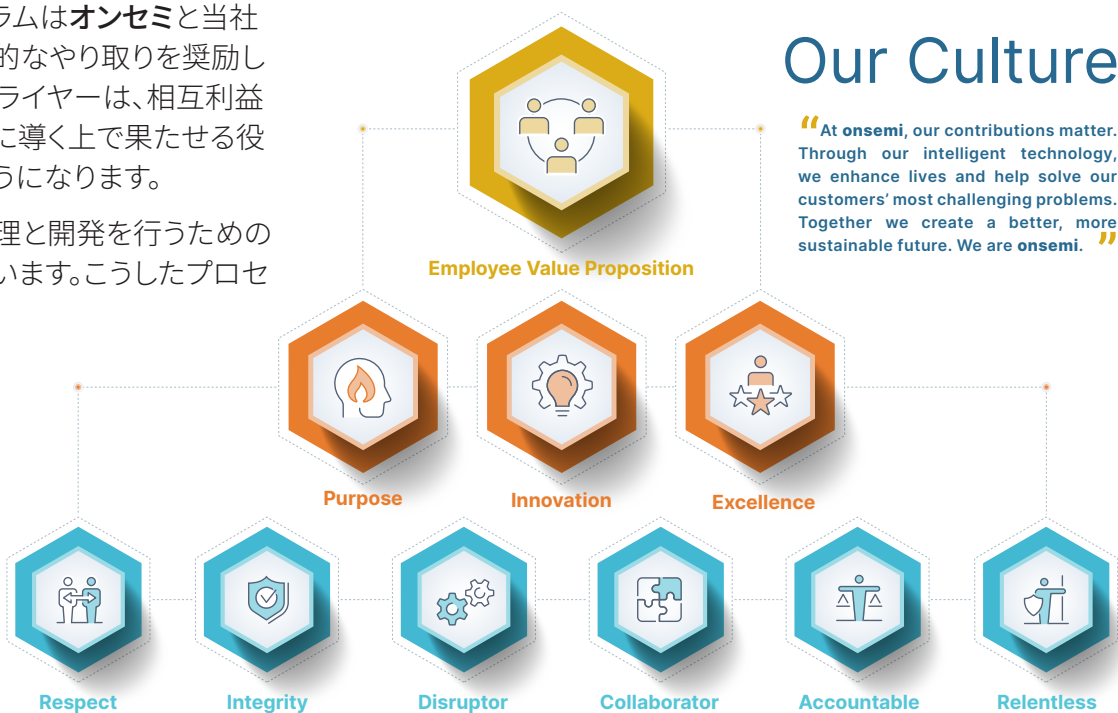 ラムはオンセミと当社
的なやり取りを奨励し
ライヤーは、相互利益
に導く上で果たせる役
うになります。
理と開発を行うための
います。こうしたプロセ
Our Culture
“At onsemi, our contributions matter.
Through our intelligent technology,
we enhance lives and help solve our
customers’ most challenging problems.
Together we create a better, more
sustainable future. We are onsemi. ”
Employee Value Proposition
Purpose
Innovation
Excellence
Respect
Integrity
Disruptor
Collaborator
Accountable
Relentless